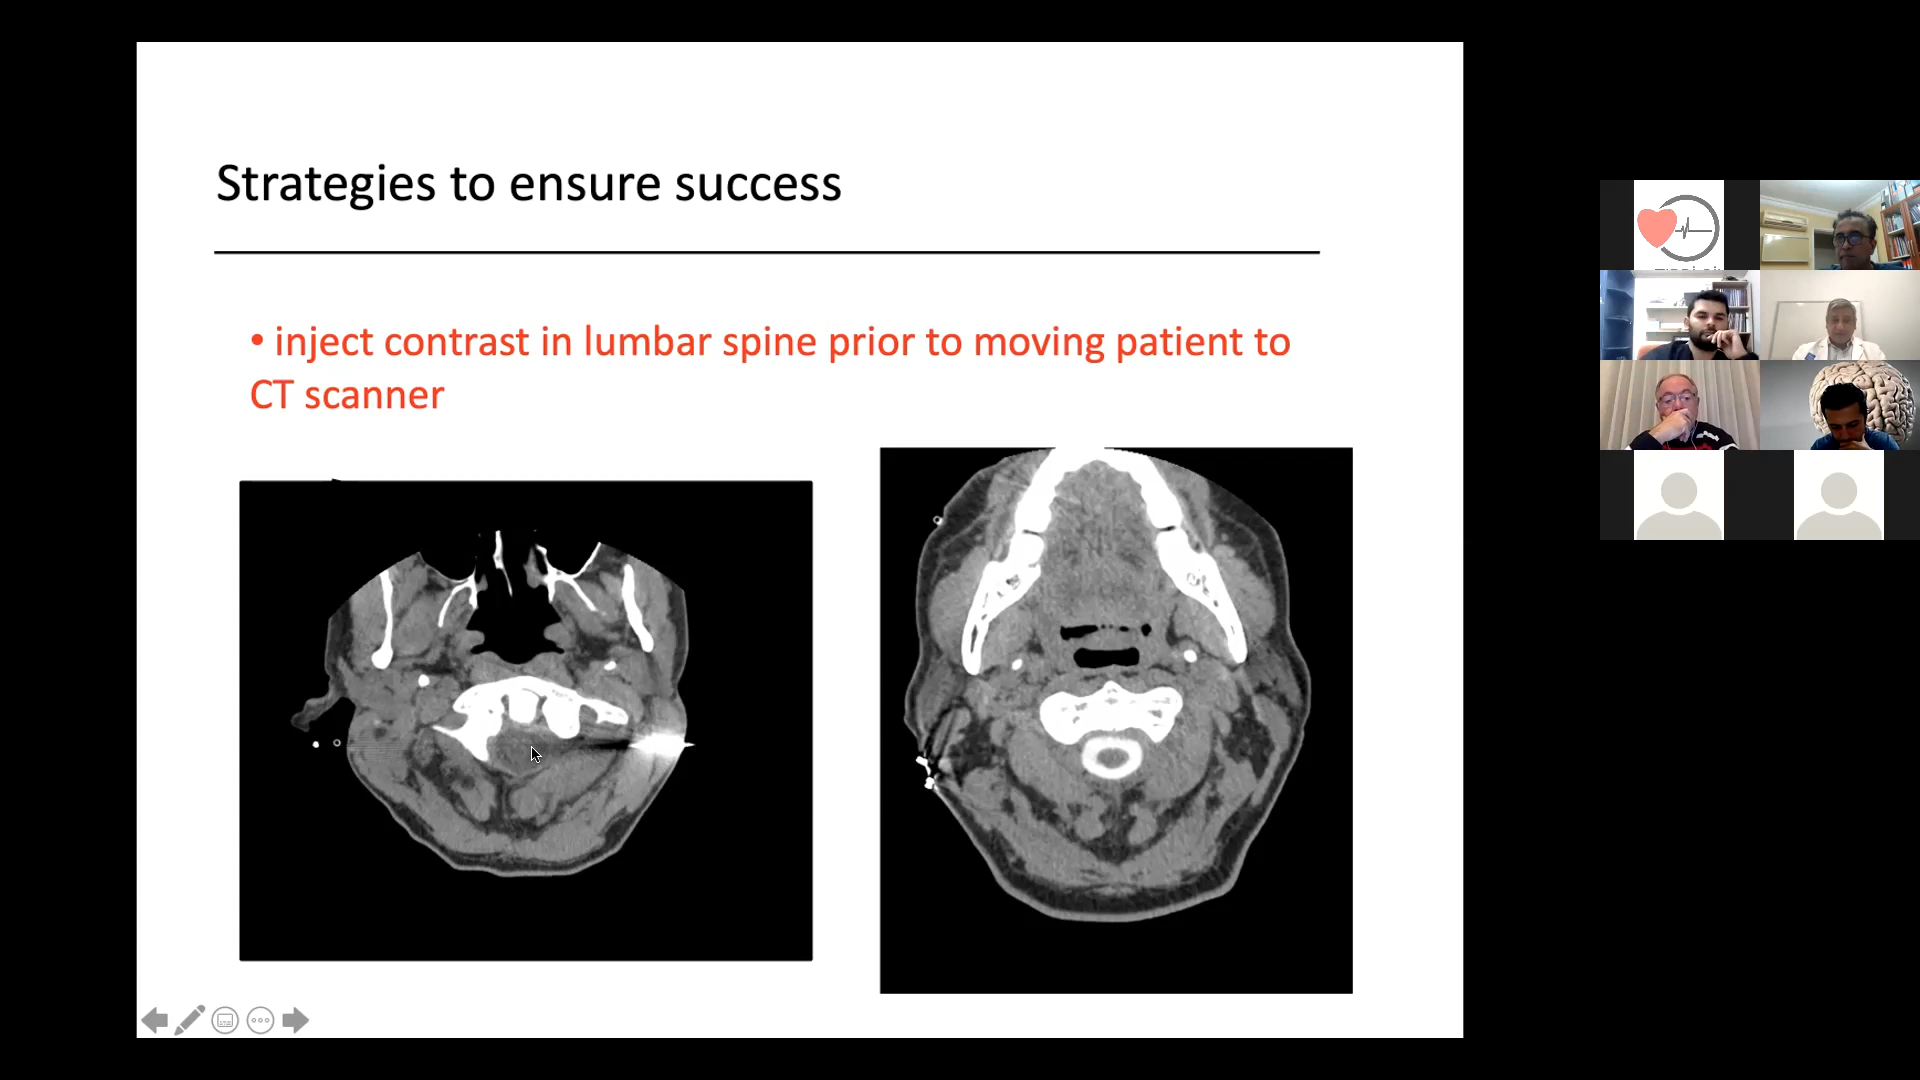 Strategies to ensure success
• inject contrast in lumbar spine prior to moving patient to
CT scanner